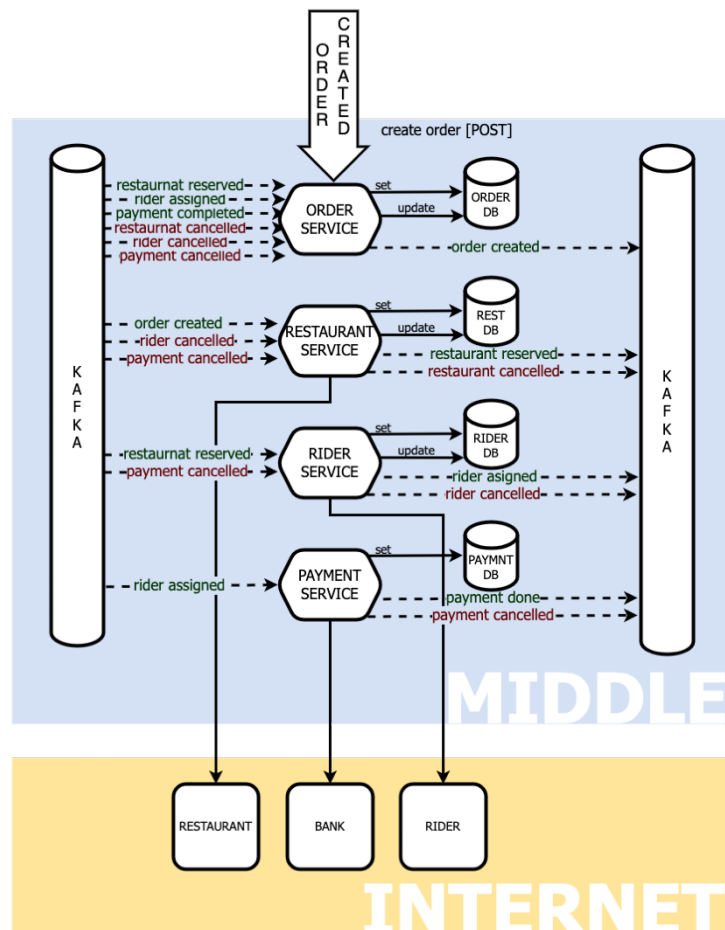 ORDER
CREATED
create order [POST]
restaurnat reserved
rider assigned
payment completed
restaurnat cancelled
rider cancelled
payment cancelled
ORDER
SERVICE
set
update
ORDER
DB
order created
order created
rider cancelled
payment cancelled
RESTAURANT
SERVICE
set
update
REST
DB
restaurant reserved
restaurant cancelled
KAFKA
KAFKA
restaurnat reserved
payment cancelled
RIDER
SERVICE
set
update
RIDER
DB
rider asigned
rider cancelled
rider assigned
PAYMENT
SERVICE
set
PAYMNT
DB
payment done
payment cancelled
MIDDLE
RESTAURANT
BANK
RIDER
INTERNET